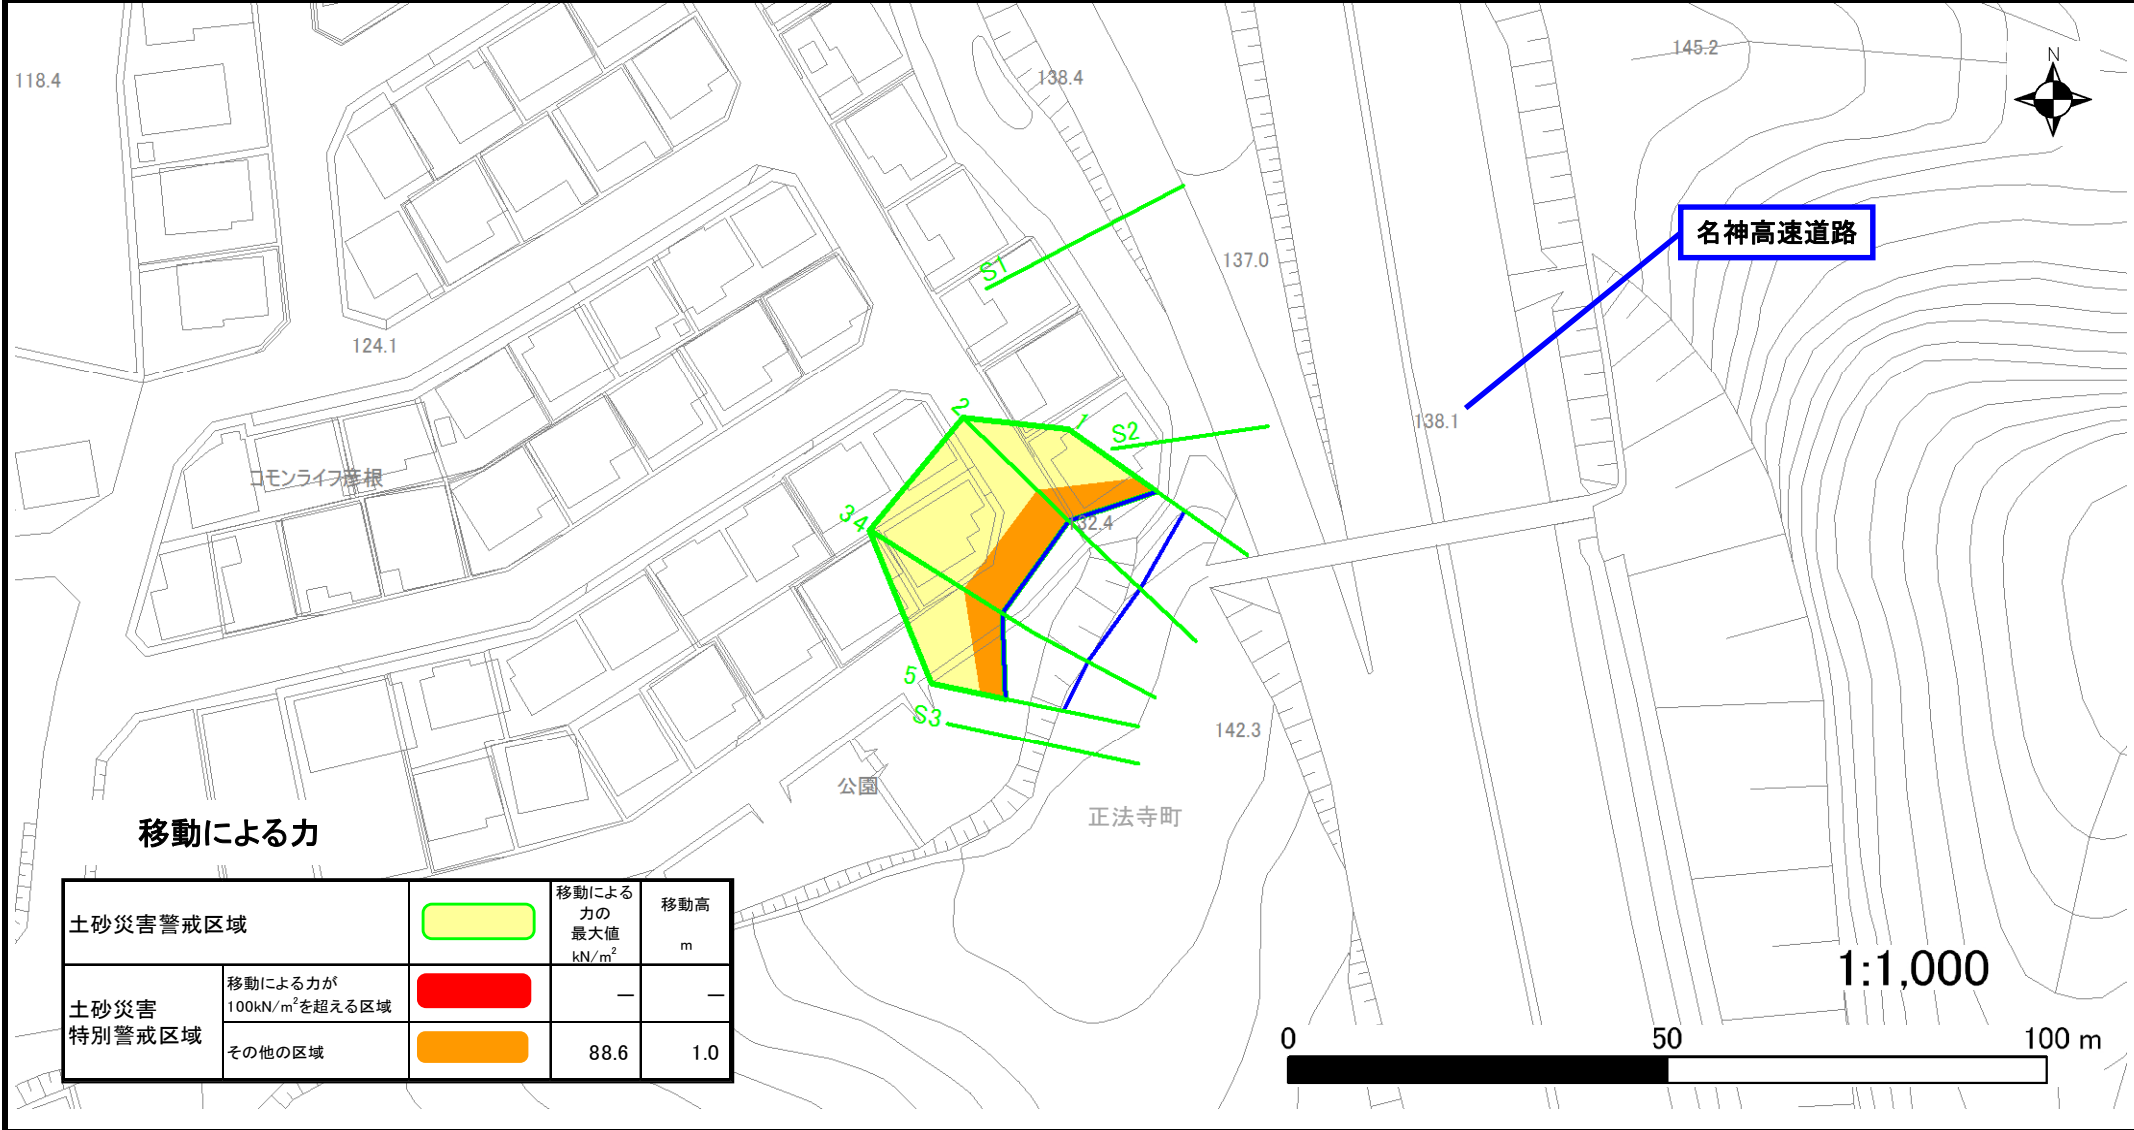 118.4
138.4
145.2
N
名神高速道路
S1
137.0
124.1
2
1
S2
138.1
コモンライフ彦根
3 4
132.4
5
S3
142.3
公園
正法寺町
移動による力
土砂災害警戒区域
移動による
力の
最大値
kN/m²
移動高
m
土砂災害
特別警戒区域
移動による力が
100kN/m²を超える区域
－
－
その他の区域
88.6
1.0
1:1,000
0
50
100 m